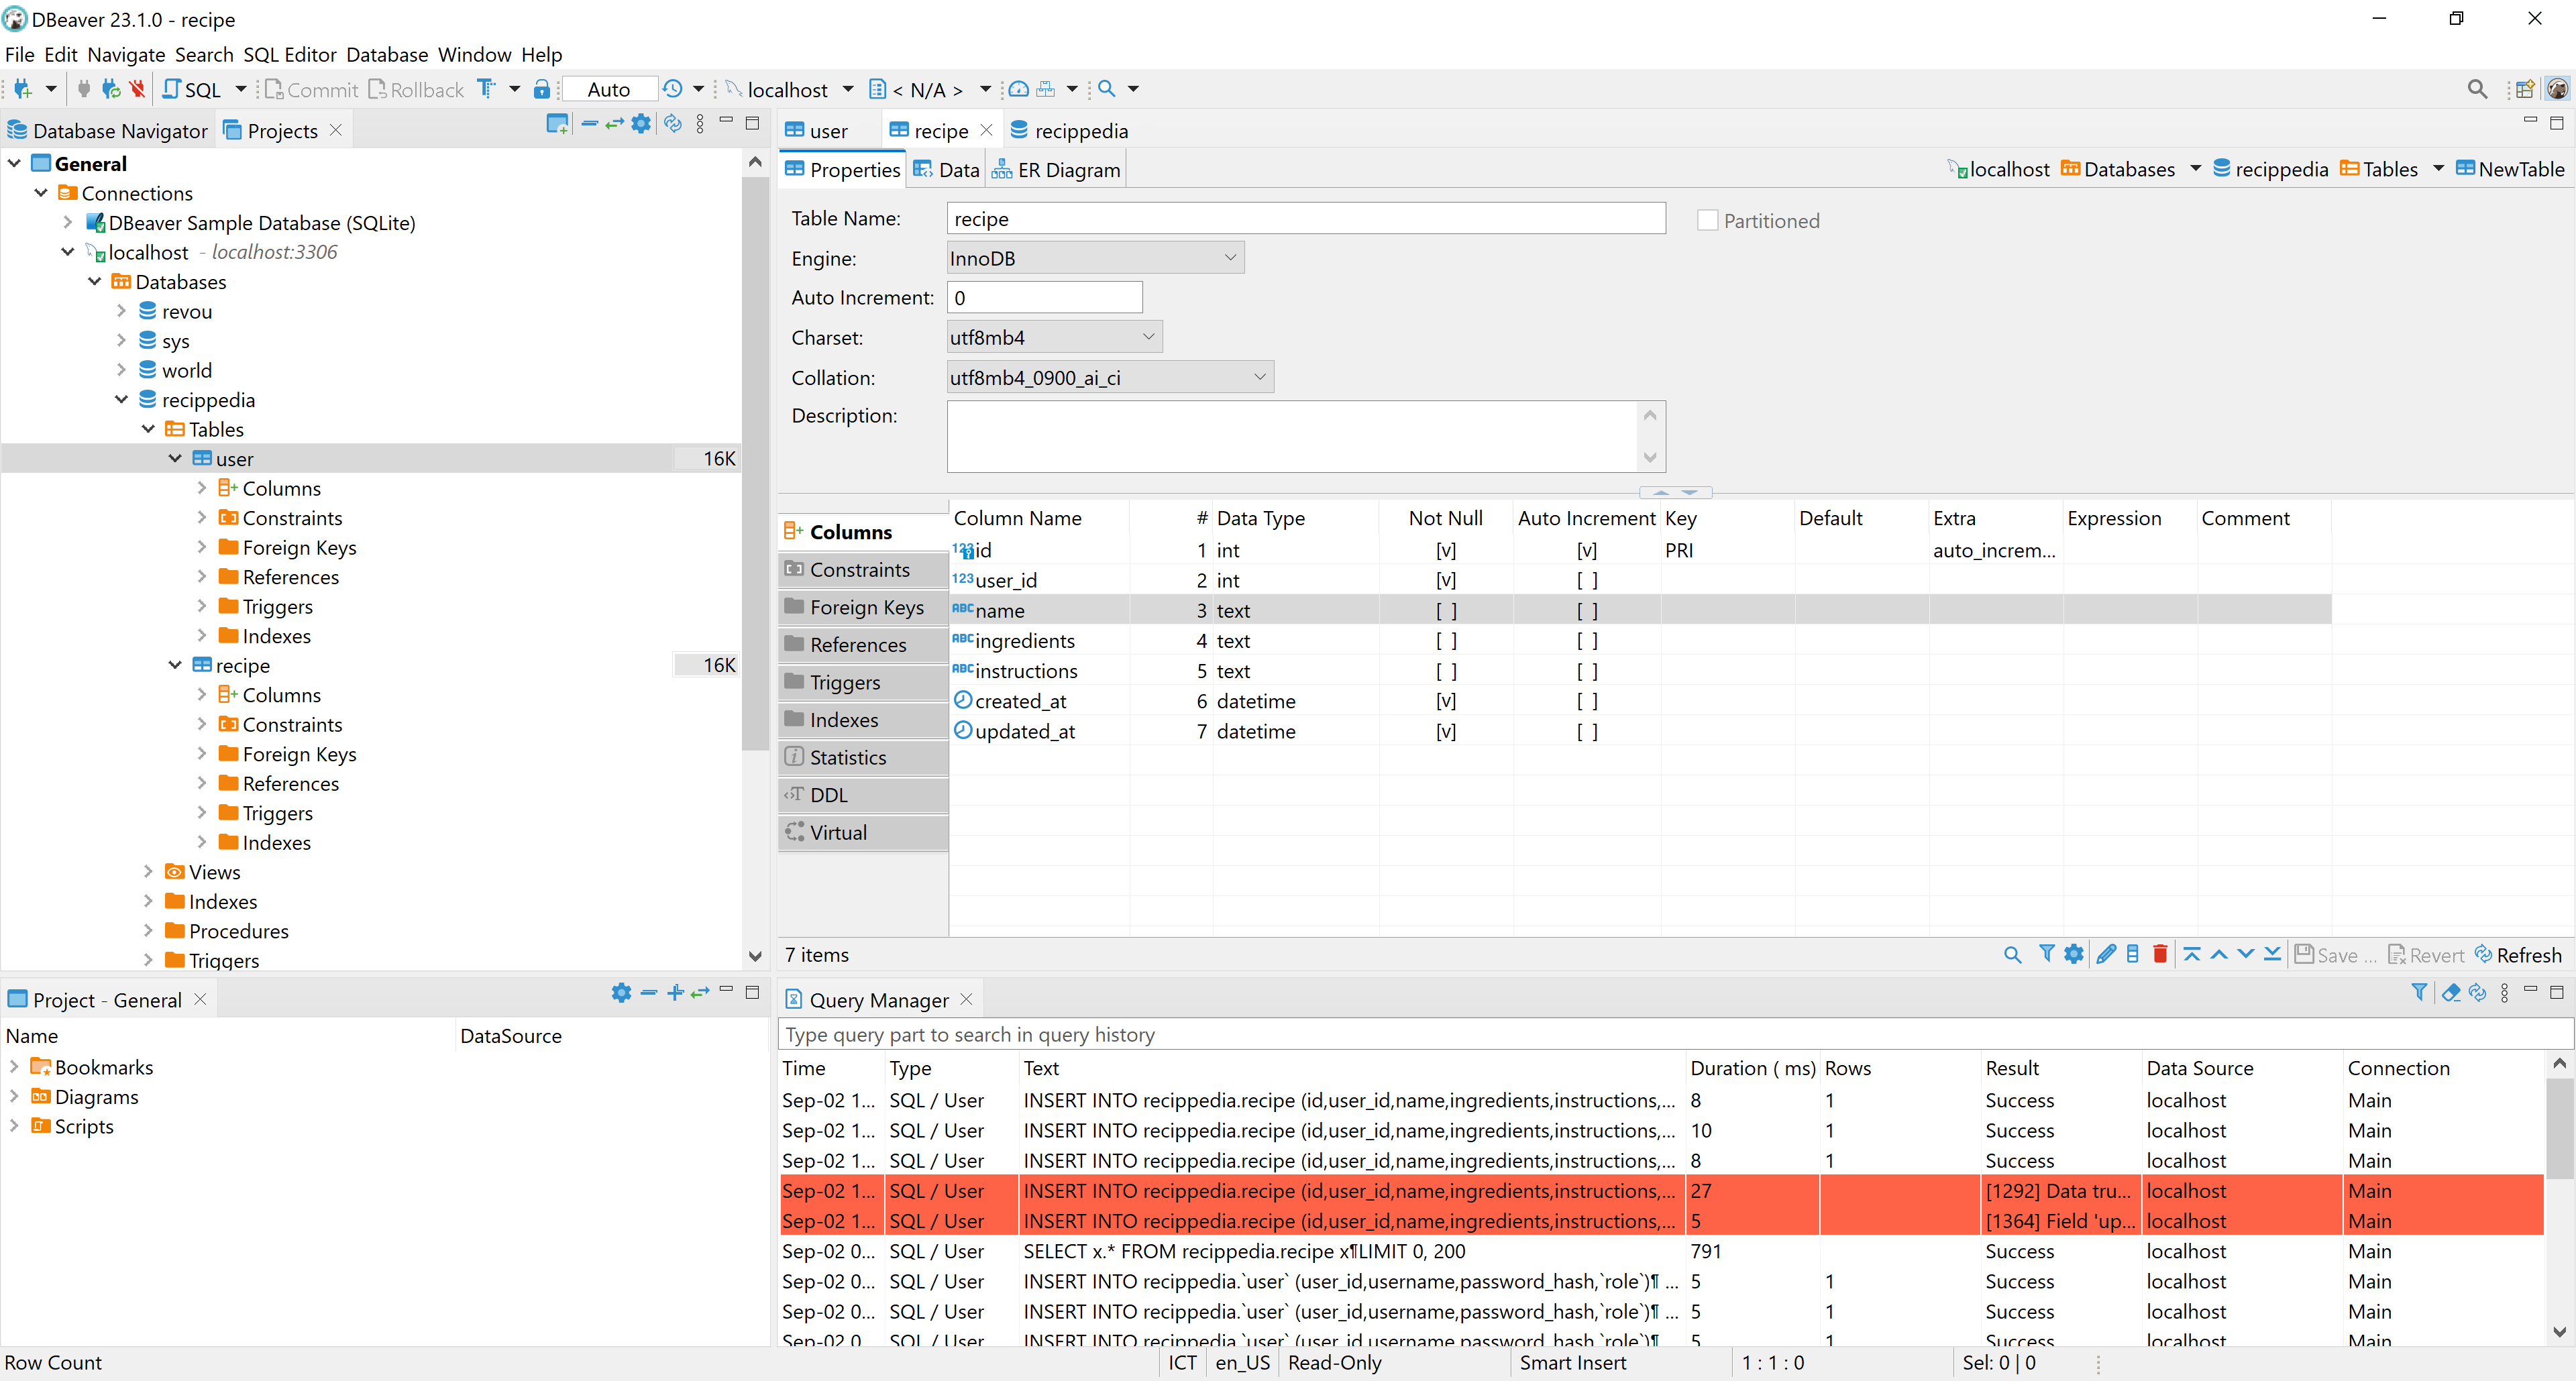 DBeaver 23.1.0 - recipe
File Edit Navigate Search SQL Editor Database Window Help
SQL Commit Rollback Auto localhost < N/A >
Database Navigator Projects
General
Connections
DBeaver Sample Database (SQLite)
localhost - localhost:3306
Databases
revou
sys
world
recippedia
Tables
user 16K
Columns
Constraints
Foreign Keys
References
Triggers
Indexes
recipe 16K
Columns
Constraints
Foreign Keys
References
Triggers
Indexes
Views
Indexes
Procedures
Triggers
user recipe recippedia
Properties Data ER Diagram localhost Databases recippedia Tables NewTable
Table Name: recipe Partitioned
Engine: InnoDB
Auto Increment: 0
Charset: utf8mb4
Collation: utf8mb4_0900_ai_ci
Description:
Columns
Constraints
Foreign Keys
References
Triggers
Indexes
Statistics
DDL
Virtual
Column Name # Data Type Not Null Auto Increment Key Default Extra Expression Comment
123 id 1 int [v] [v] PRI auto_increm...
123 user_id 2 int [v] [ ]
ABC name 3 text [ ] [ ]
ABC ingredients 4 text [ ] [ ]
ABC instructions 5 text [ ] [ ]
created_at 6 datetime [v] [ ]
updated_at 7 datetime [v] [ ]
7 items Save ... Revert Refresh
Project - General
Name DataSource
Bookmarks
Diagrams
Scripts
Query Manager
Type query part to search in query history
Time Type Text Duration ( ms) Rows Result Data Source Connection
Sep-02 1... SQL / User INSERT INTO recippedia.recipe (id,user_id,name,ingredients,instructions,... 8 1 Success localhost Main
Sep-02 1... SQL / User INSERT INTO recippedia.recipe (id,user_id,name,ingredients,instructions,... 10 1 Success localhost Main
Sep-02 1... SQL / User INSERT INTO recippedia.recipe (id,user_id,name,ingredients,instructions,... 8 1 Success localhost Main
Sep-02 1... SQL / User INSERT INTO recippedia.recipe (id,user_id,name,ingredients,instructions,... 27 [1292] Data tru... localhost Main
Sep-02 1... SQL / User INSERT INTO recippedia.recipe (id,user_id,name,ingredients,instructions,... 5 [1364] Field 'up... localhost Main
Sep-02 0... SQL / User SELECT x.* FROM recippedia.recipe x¶LIMIT 0, 200 791 Success localhost Main
Sep-02 0... SQL / User INSERT INTO recippedia.`user` (user_id,username,password_hash,`role`)¶ ... 5 1 Success localhost Main
Sep-02 0... SQL / User INSERT INTO recippedia.`user` (user_id,username,password_hash,`role`)¶ ... 5 1 Success localhost Main
Sep-02 0 SQL / User INSERT INTO recippedia.`user` (user_id,username,password_hash,`role`)¶ 5 1 Success localhost Main
Row Count ICT en_US Read-Only Smart Insert 1 : 1 : 0 Sel: 0 | 0